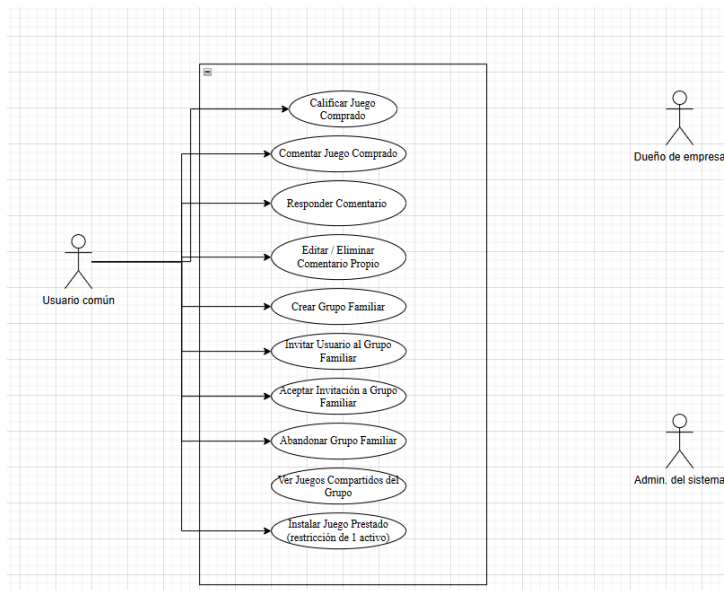 Calificar Juego
Comprado
Comentar Juego Comprado
Responder Comentario
Editar / Eliminar
Comentario Propio
Crear Grupo Familiar
Invitar Usuario al Grupo
Familiar
Aceptar Invitación a Grupo
Familiar
Abandonar Grupo Familiar
Ver Juegos Compartidos del
Grupo
Instalar Juego Prestado
(restricción de 1 activo)
Usuario común
Dueño de empresa
Admin. del sistema